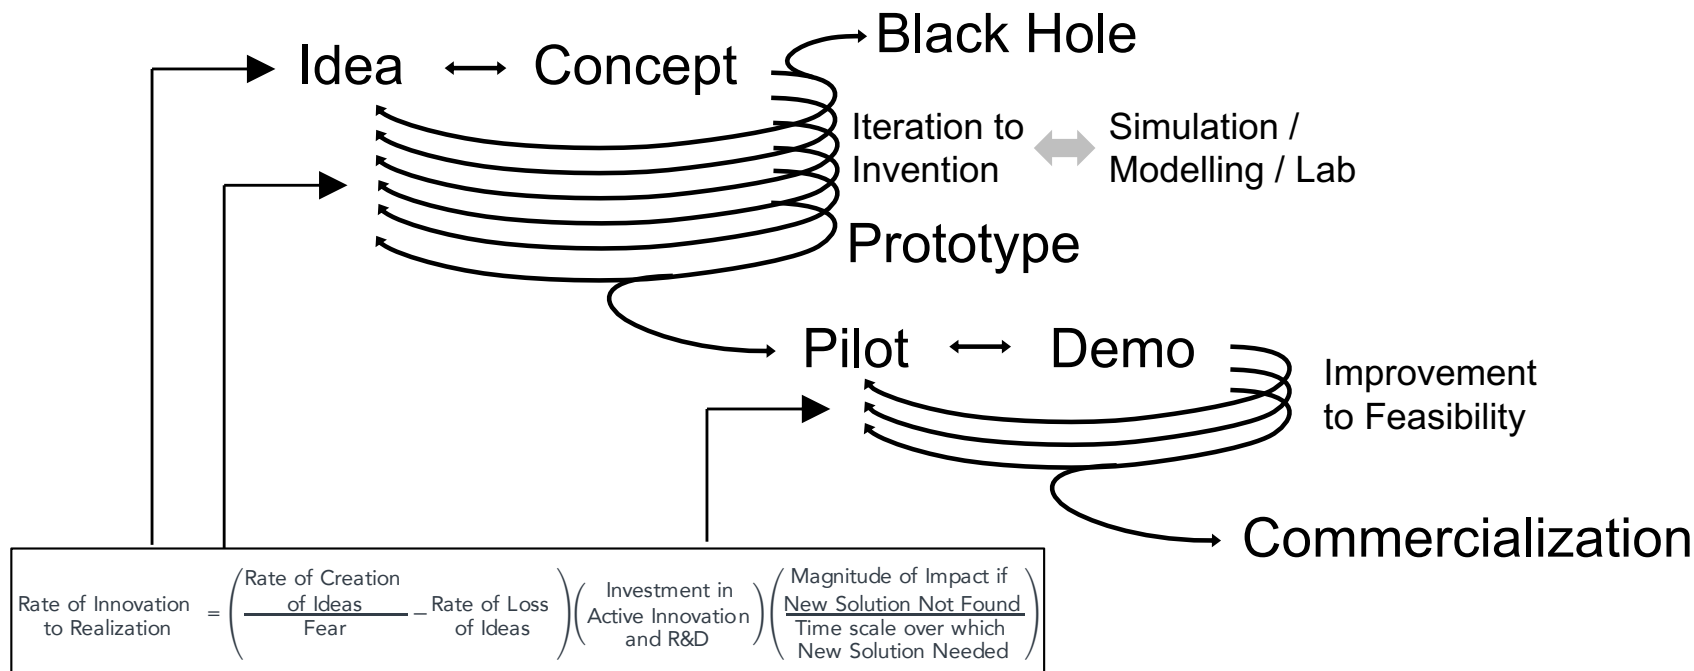 Black Hole
Idea
Concept
Iteration to
Invention
Simulation /
Modelling / Lab
Prototype
Pilot
Demo
Improvement
to Feasibility
Commercialization
Rate of Innovation
to Realization
=
Rate of Creation
of Ideas
Fear
−
Rate of Loss
of Ideas
Investment in
Active Innovation
and R&D
Magnitude of Impact if
New Solution Not Found
Time scale over which
New Solution Needed